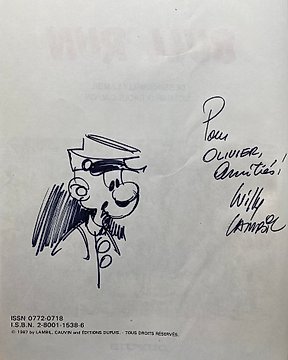 Pour
OLIVIER,
Amitiés!
Willy
LAMBIL
ISSN 0772-0718
I.S.B.N. 2-8001-1538-6
© 1987 by LAMBIL, CAUVIN and EDITIONS DUPUIS. - TOUS DROITS RÉSERVÉS.